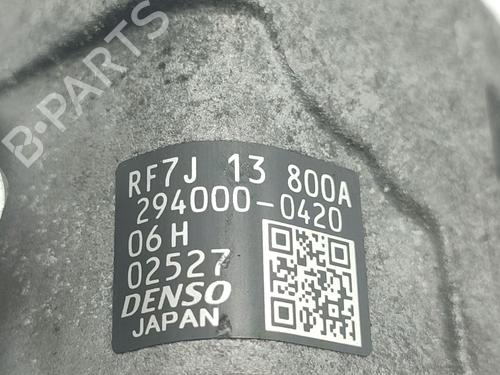 B-PARTS
RF7J 13 800A
294000-0420
06H
02527
DENSO
JAPAN